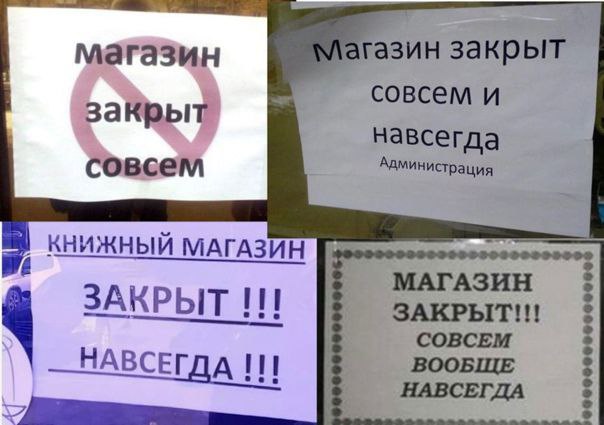 Магазин
закрыт
совсем
Магазин закрыт
совсем и
навсегда
Администрация
КНИЖНЫЙ МАГАЗИН
ЗАКРЫТ !!!
НАВСЕГДА !!!
МАГАЗИН
ЗАКРЫТ!!!
СОВСЕМ
ВООБЩЕ
НАВСЕГДА